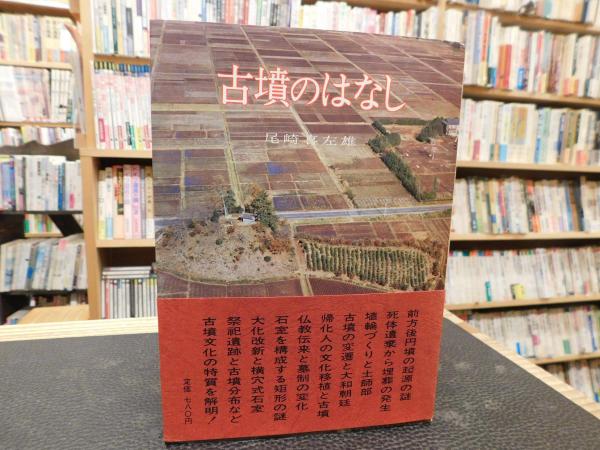 古墳のはなし
尾崎喜左雄
前方後円墳の起源の謎
死体遺棄から埋葬の発生
埴輪づくりと土師部
古墳の変遷と大和朝廷
帰化人の文化移植と古墳
仏教伝来と墓制の変化
石室を構成する矩形の謎
大化改新と横穴式石室
祭祀遺跡と古墳分布など
古墳文化の特質を解明!
定価 七八〇円